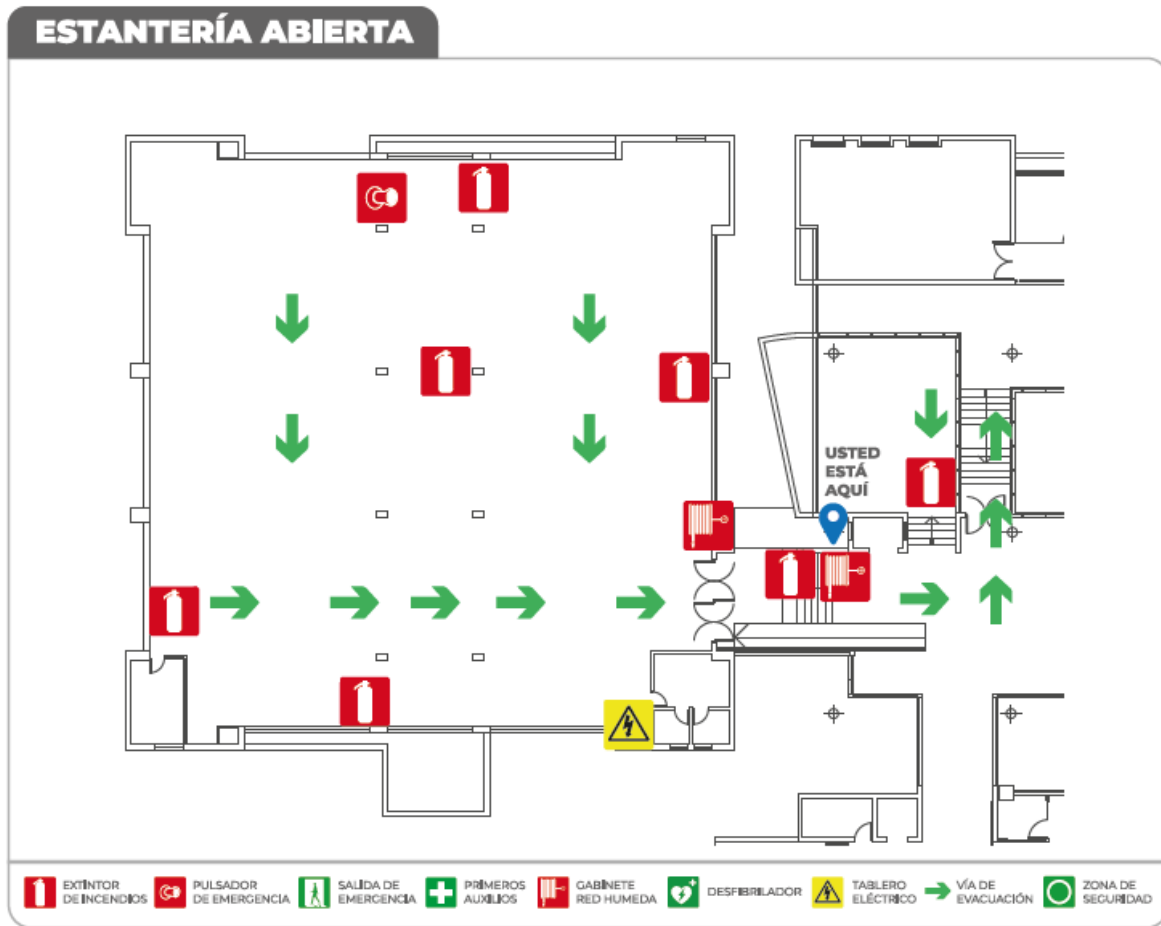 ESTANTERÍA ABIERTA
USTED
ESTÁ
AQUÍ
EXTINTOR
DE INCENDIOS
PULSADOR
DE EMERGENCIA
SALIDA DE
EMERGENCIA
PRIMEROS
AUXILIOS
GABINETE
RED HUMEDA
DESFIBRILADOR
TABLERO
ELÉCTRICO
VÍA DE
EVACUACIÓN
ZONA DE
SEGURIDAD